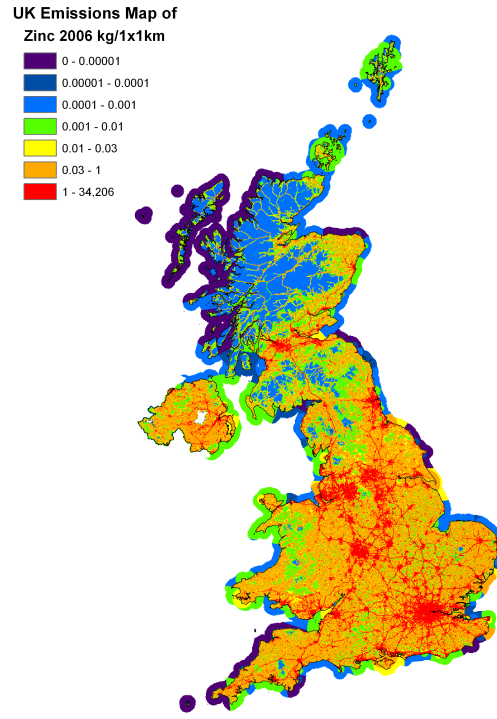 UK Emissions Map of
Zinc 2006 kg/1x1km
0 - 0.00001
0.00001 - 0.0001
0.0001 - 0.001
0.001 - 0.01
0.01 - 0.03
0.03 - 1
1 - 34,206